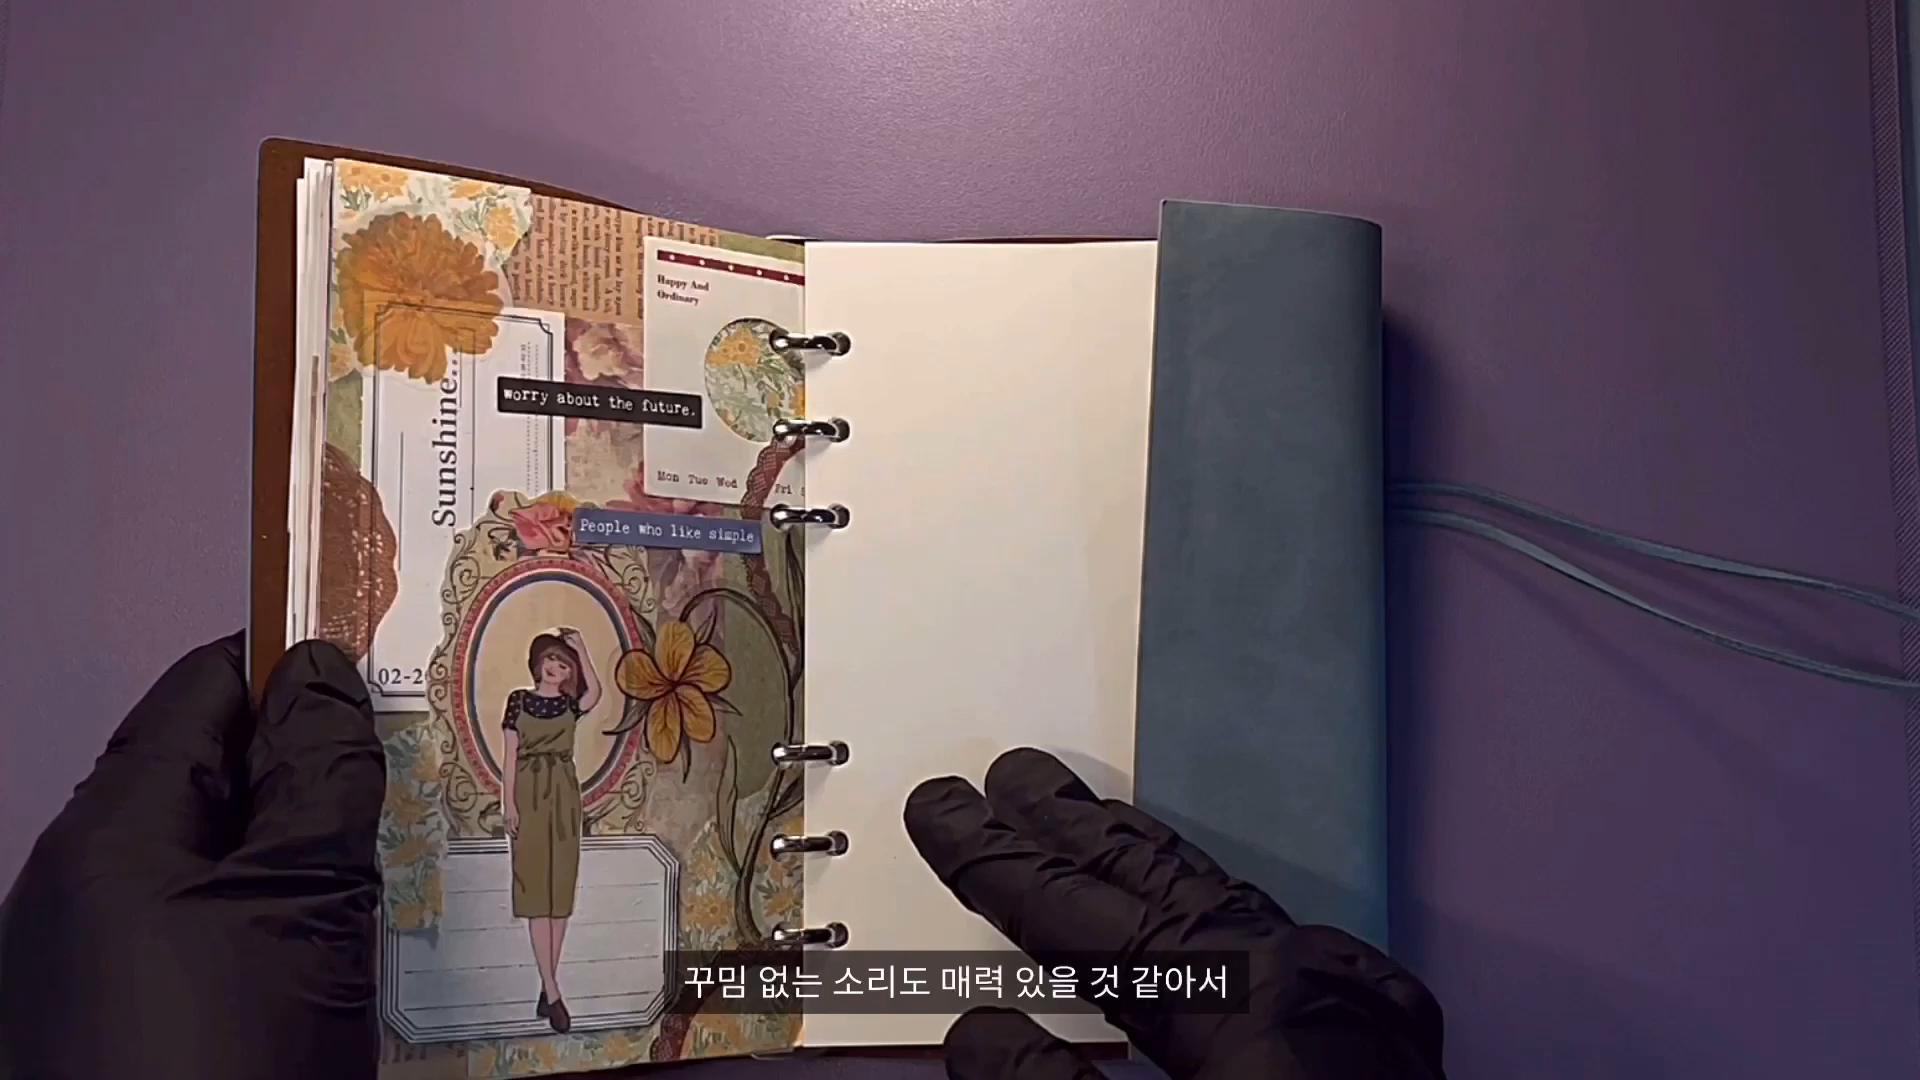 Happy And
Ordinary
Sunshine...
worry about the future.
Mon Tue Wed
Fri
People who like simple
02-2
꾸밈 없는 소리도 매력 있을 것 같아서